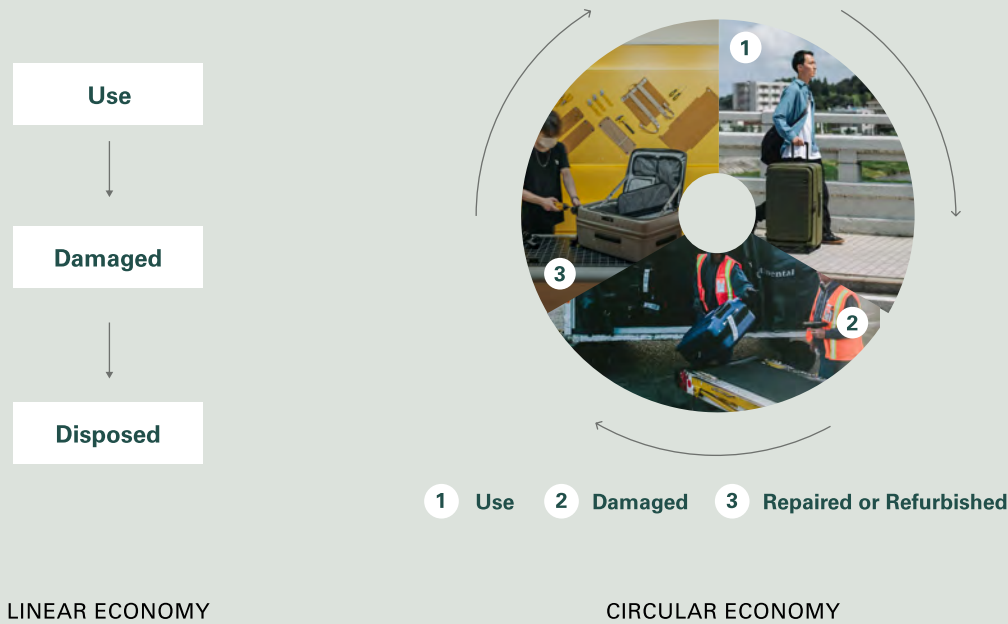 Use
Damaged
Disposed
LINEAR ECONOMY
1
2
3
1 Use 2 Damaged 3 Repaired or Refurbished
CIRCULAR ECONOMY